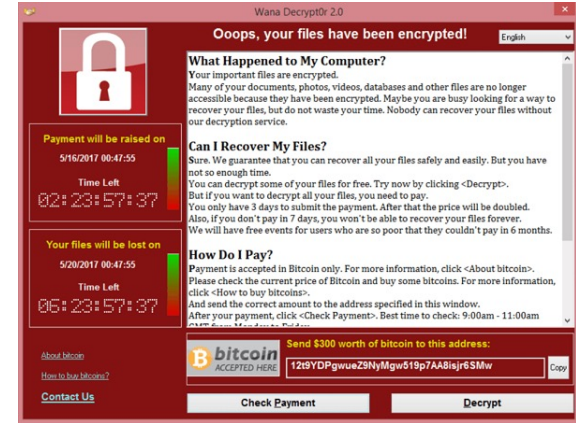 Wana Decrypt0r 2.0
Ooops, your files have been encrypted!
English
Payment will be raised on
5/16/2017 00:47:55
Time Left
02:23:57:37
Your files will be lost on
5/20/2017 00:47:55
Time Left
06:23:57:37
About bitcoin
How to buy bitcoins?
Contact Us
What Happened to My Computer?
Your important files are encrypted.
Many of your documents, photos, videos, databases and other files are no longer
accessible because they have been encrypted. Maybe you are busy looking for a way to
recover your files, but do not waste your time. Nobody can recover your files without
our decryption service.
Can I Recover My Files?
Sure. We guarantee that you can recover all your files safely and easily. But you have
not so enough time.
You can decrypt some of your files for free. Try now by clicking <Decrypt>.
But if you want to decrypt all your files, you need to pay.
You only have 3 days to submit the payment. After that the price will be doubled.
Also, if you don't pay in 7 days, you won't be able to recover your files forever.
We will have free events for users who are so poor that they couldn't pay in 6 months.
How Do I Pay?
Payment is accepted in Bitcoin only. For more information, click <About bitcoin>.
Please check the current price of Bitcoin and buy some bitcoins. For more information,
click <How to buy bitcoins>.
And send the correct amount to the address specified in this window.
After your payment, click <Check Payment>. Best time to check: 9:00am - 11:00am
GMT from Monday to Friday.
bitcoin
ACCEPTED HERE
Send $300 worth of bitcoin to this address:
12t9YDPgwueZ9NyMgw519p7AA8isjr6SMw
Copy
Check Payment
Decrypt